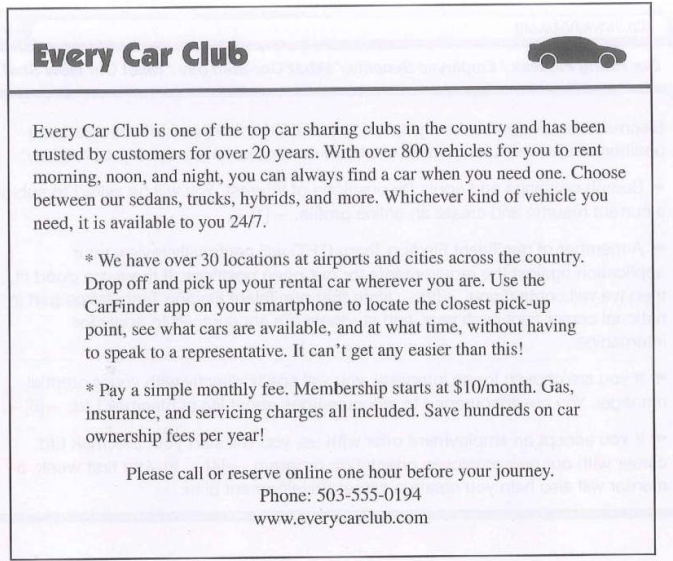 Every Car Club
Every Car Club is one of the top car sharing clubs in the country and has been
trusted by customers for over 20 years. With over 800 vehicles for you to rent
morning, noon, and night, you can always find a car when you need one. Choose
between our sedans, trucks, hybrids, and more. Whichever kind of vehicle you
need, it is available to you 24/7.
* We have over 30 locations at airports and cities across the country.
Drop off and pick up your rental car wherever you are. Use the
CarFinder app on your smartphone to locate the closest pick-up
point, see what cars are available, and at what time, without having
to speak to a representative. It can't get any easier than this!
* Pay a simple monthly fee. Membership starts at $10/month. Gas,
insurance, and servicing charges all included. Save hundreds on car
ownership fees per year!
Please call or reserve online one hour before your journey.
Phone: 503-555-0194
www.everycarclub.com